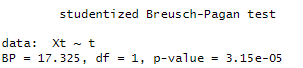 studentized Breusch-Pagan test
data:  Xt ~ t
BP = 17.325, df = 1, p-value = 3.15e-05